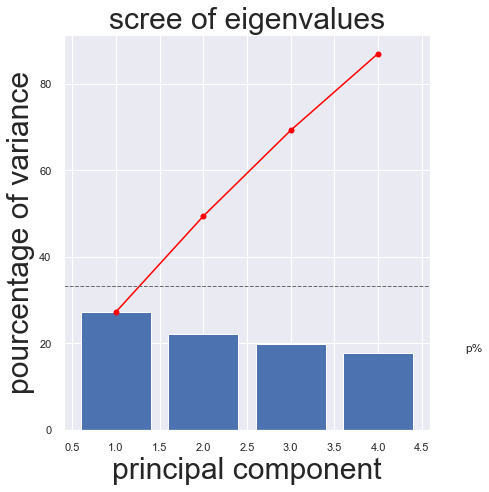 scree of eigenvalues
pourcentage of variance
80
60
40
20
0
p%
0.5 1.0 1.5 2.0 2.5 3.0 3.5 4.0 4.5
principal component